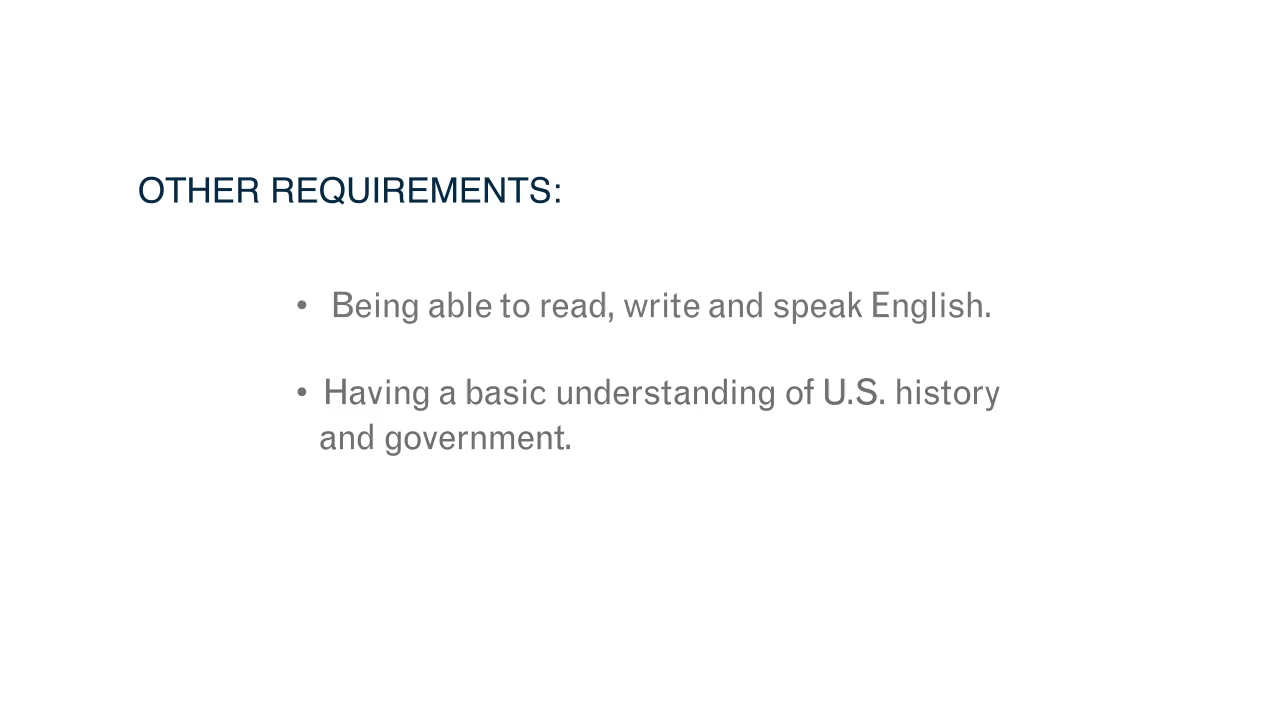 OTHER REQUIREMENTS:
• Being able to read, write and speak English.
• Having a basic understanding of U.S. history
and government.